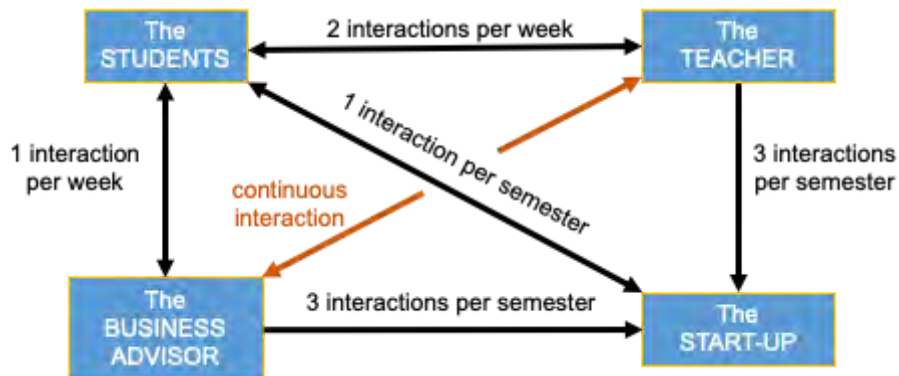 The
STUDENTS
2 interactions per week
The
TEACHER
1 interaction
per week
1 interaction per semester
3 interactions
per semester
continuous
interaction
The
BUSINESS
ADVISOR
3 interactions per semester
The
START-UP